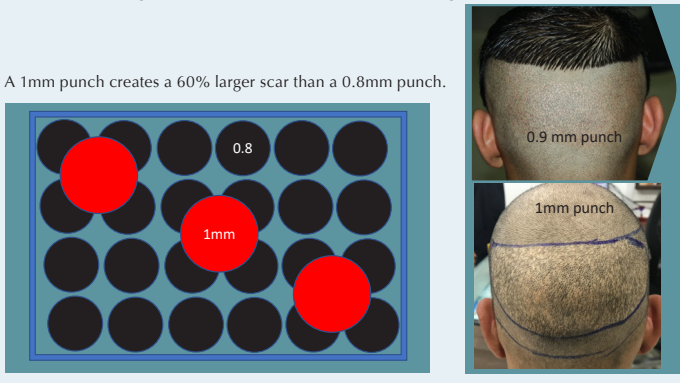 A 1mm punch creates a 60% larger scar than a 0.8mm punch.
0.8
1mm
0.9 mm punch
1mm punch